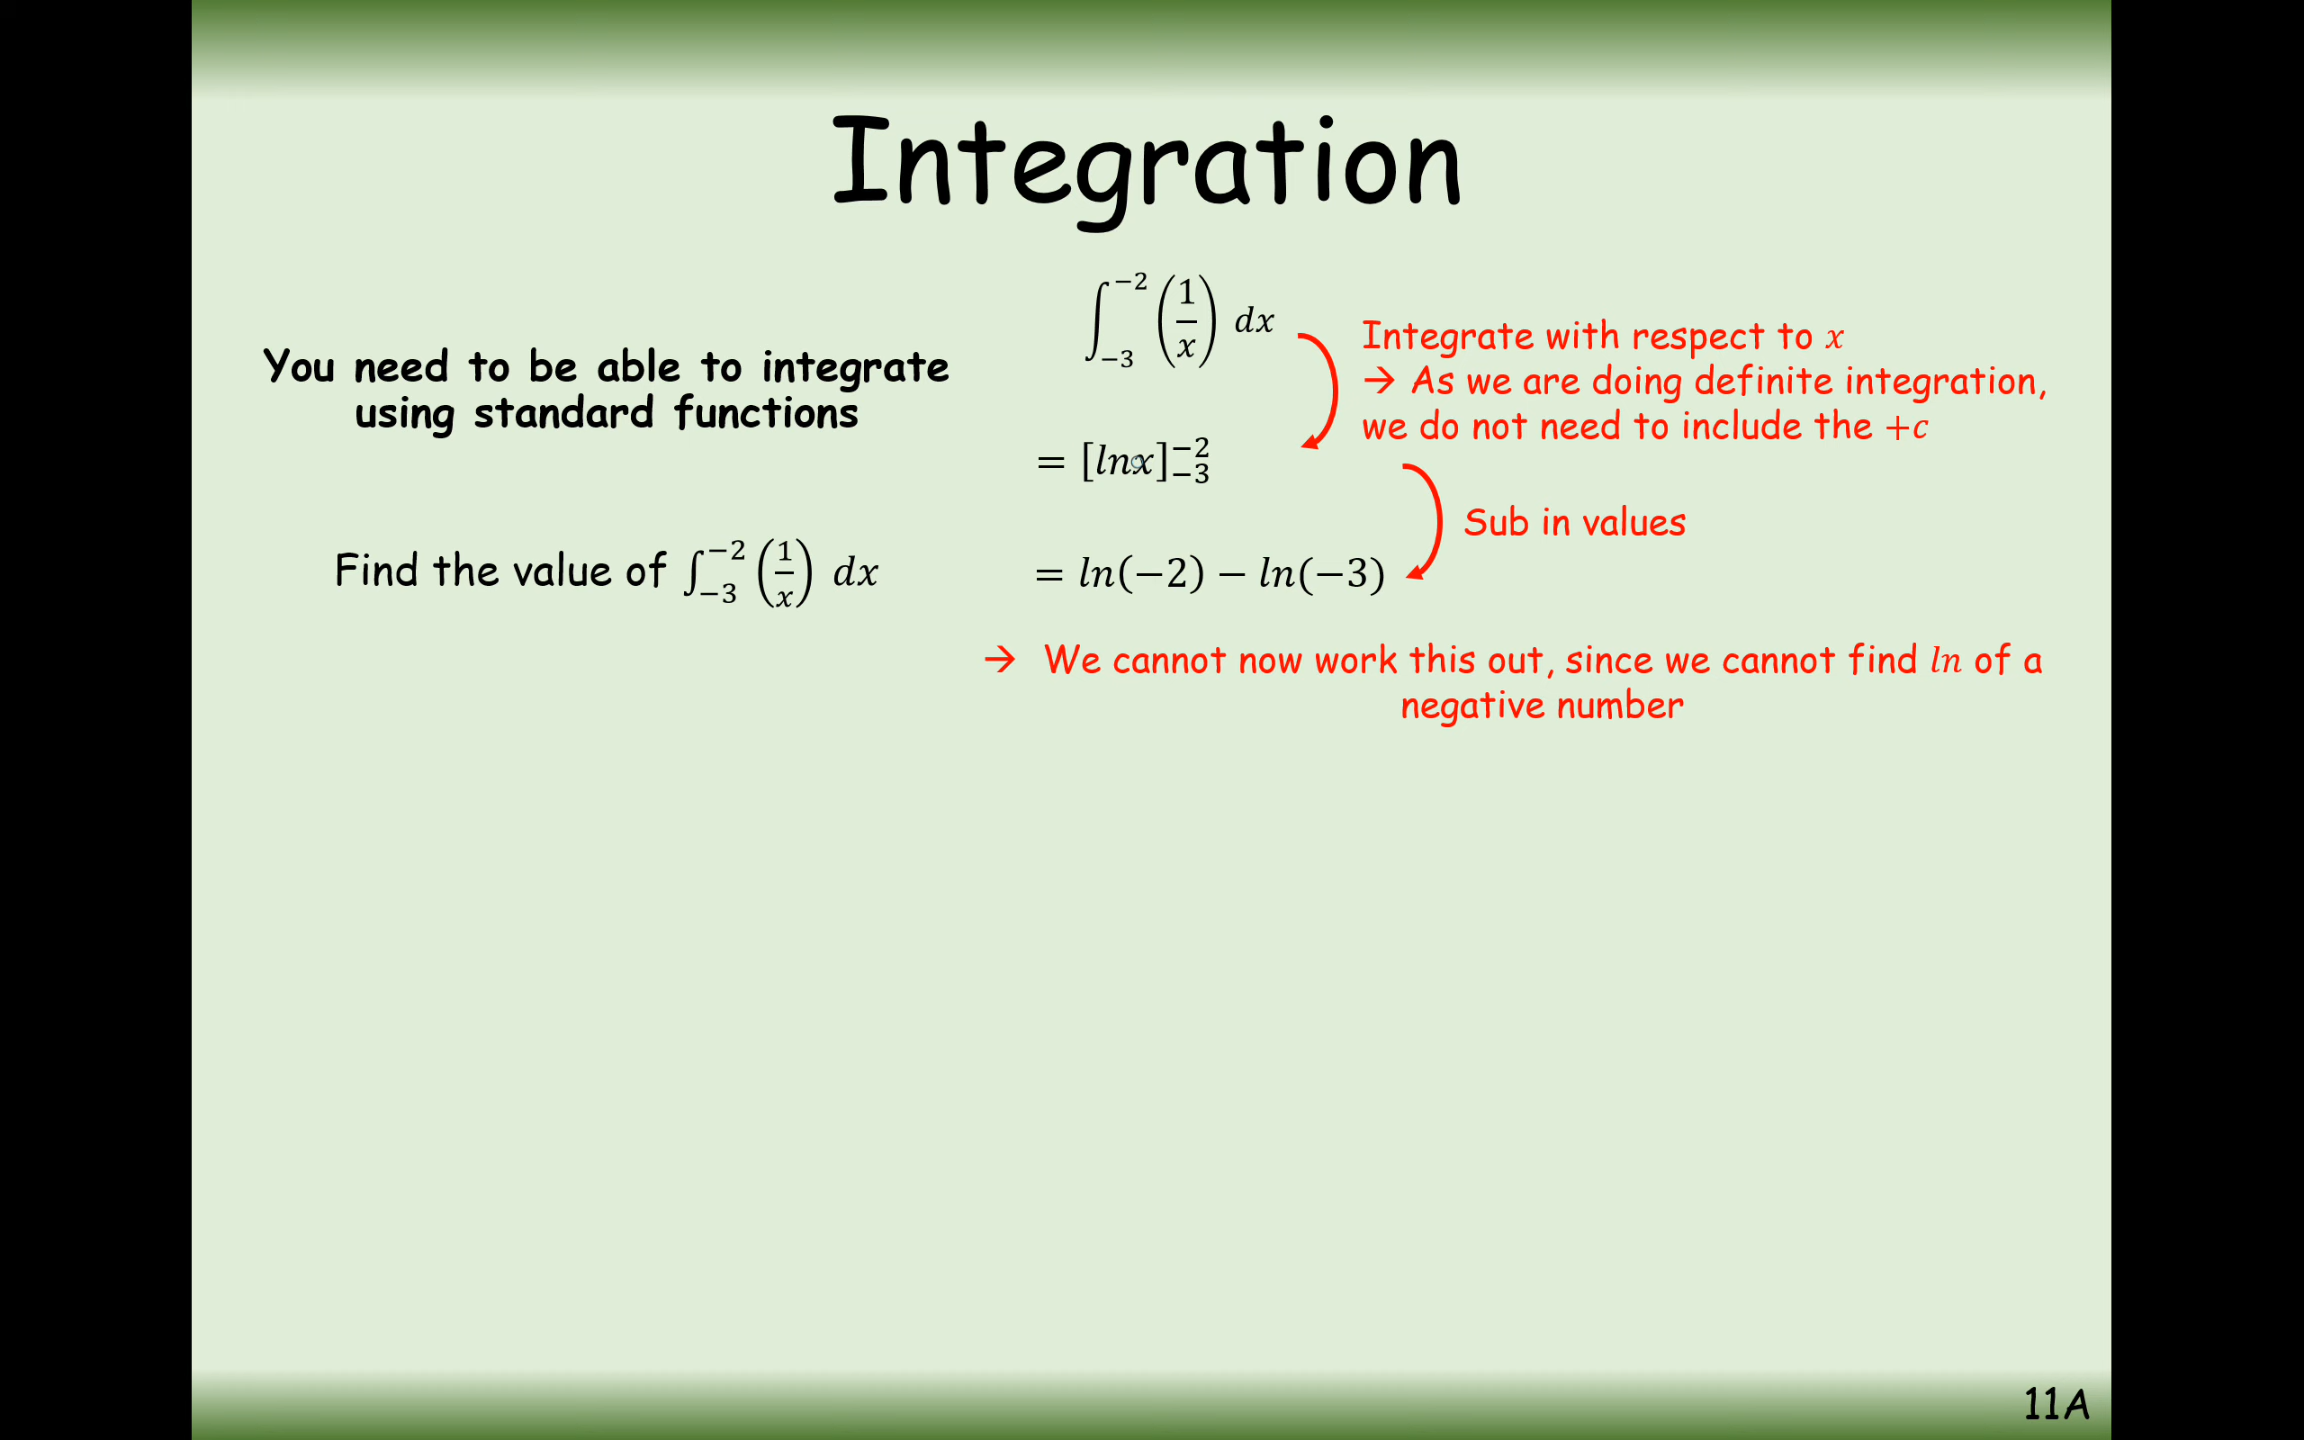 Integration
You need to be able to integrate
using standard functions
Find the value of ∫₋₃⁻² (1/x) dx
∫₋₃⁻² (1/x) dx
Integrate with respect to x
→ As we are doing definite integration,
we do not need to include the +c
= [lnx]₋₃⁻²
Sub in values
= ln(−2) − ln(−3)
→ We cannot now work this out, since we cannot find ln of a
negative number
11A